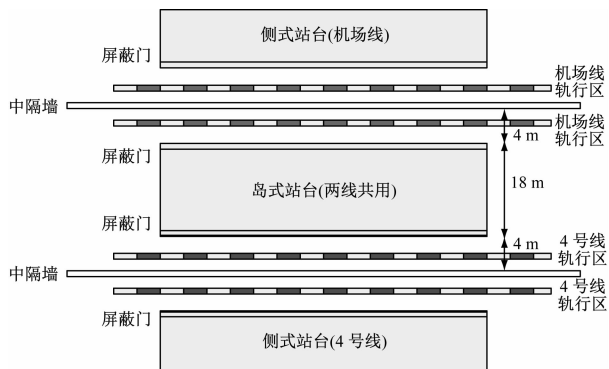 侧式站台(机场线)
屏蔽门
机场线
轨行区
中隔墙
机场线
轨行区
4 m
屏蔽门
岛式站台(两线共用)
18 m
屏蔽门
4 m
4 号线
轨行区
中隔墙
4 号线
轨行区
屏蔽门
侧式站台(4 号线)